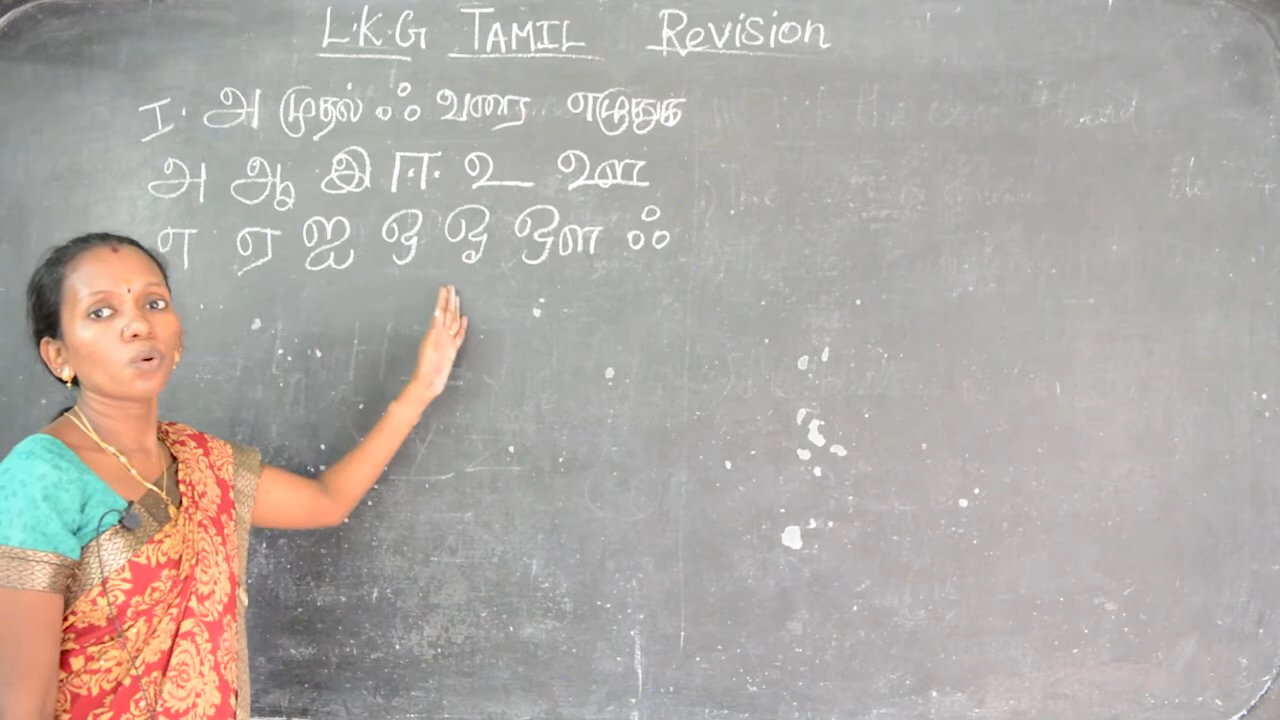 L.K.G TAMIL Revision
I. அ முதல் ஃ வரை எழுதுக
அ ஆ இ ஈ உ ஊ
எ ஏ ஐ ஒ ஓ ஔ ஃ